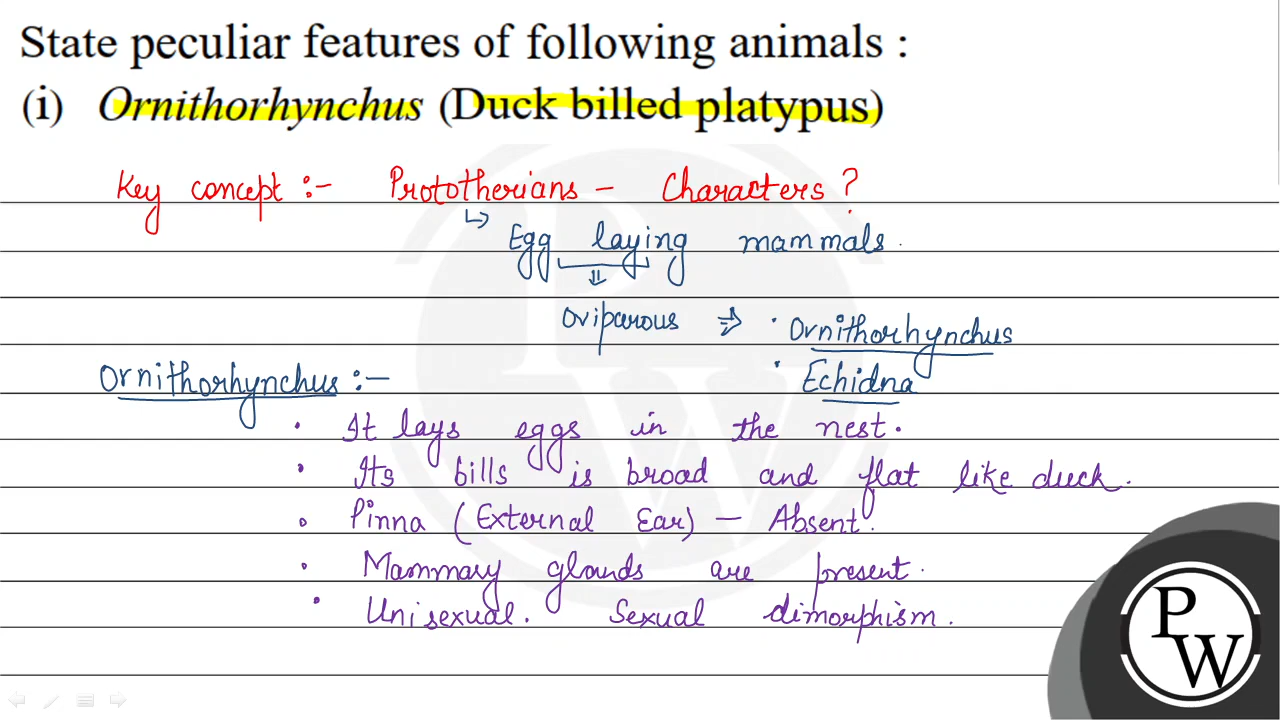 State peculiar features of following animals :
(i) Ornithorhynchus (Duck billed platypus)
Key concept :- Prototherians - Characters ?
↳ Egg laying mammals.
⇓
Oviparous ⇒ · Ornithorhynchus
· Echidna
Ornithorhynchus :-
· It lays eggs in the nest.
· Its bills is broad and flat like duck.
· Pinna (External Ear) - Absent.
· Mammary glands are present.
· Unisexual. Sexual dimorphism.
PW
PW